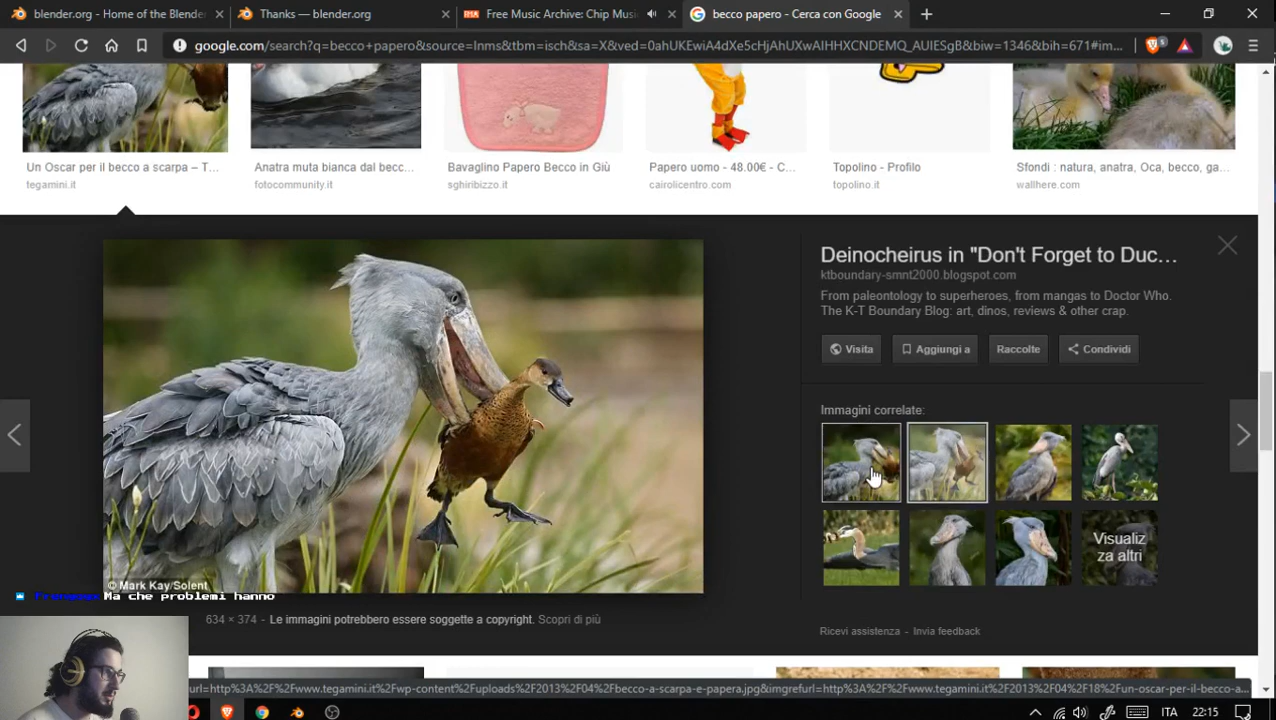 blender.org - Home of the Blender
Thanks — blender.org
Free Music Archive: Chip Musi
becco papero - Cerca con Google
google.com/search?q=becco+papero&source=lnms&tbm=isch&sa=X&ved=0ahUKEwiA4dXe5cHjAhUXwAIHHXCNDEMQ_AUIESgB&biw=1346&bih=671#im...
Un Oscar per il becco a scarpa – T...
tegamini.it
Anatra muta bianca dal becc...
fotocommunity.it
Bavaglino Papero Becco in Giù
sghiribizzo.it
Papero uomo - 48.00€ - C...
cairolicentro.com
Topolino - Profilo
topolino.it
Sfondi : natura, anatra, Oca, becco, ga...
wallhere.com
Deinocheirus in "Don't Forget to Duc...
ktboundary-smnt2000.blogspot.com
From paleontology to superheroes, from mangas to Doctor Who.
The K-T Boundary Blog: art, dinos, reviews & other crap.
Visita
Aggiungi a
Raccolte
Condividi
Immagini correlate:
Visualiz
za altri
© Mark Kay/Solent
Ma che problemi hanno
634 × 374 - Le immagini potrebbero essere soggette a copyright. Scopri di più
Ricevi assistenza - Invia feedback
url=http%3A%2F%2Fwww.tegamini.it%2Fwp-content%2Fuploads%2F2013%2F04%2Fbecco-a-scarpa-e-papera.jpg&imgrefurl=http%3A%2F%2Fwww.tegamini.it%2F2013%2F04%2F18%2Fun-oscar-per-il-becco-a...
ITA
22:15